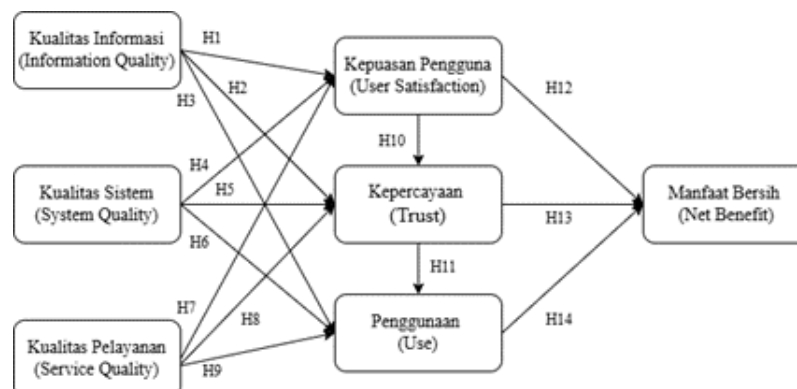 Kualitas Informasi
(Information Quality)
H1
H2
H3
Kepuasan Pengguna
(User Satisfaction)
H12
H10
H4
H5
H6
Kualitas Sistem
(System Quality)
Kepercayaan
(Trust)
H13
Manfaat Bersih
(Net Benefit)
H11
H7
H8
H9
Kualitas Pelayanan
(Service Quality)
Penggunaan
(Use)
H14